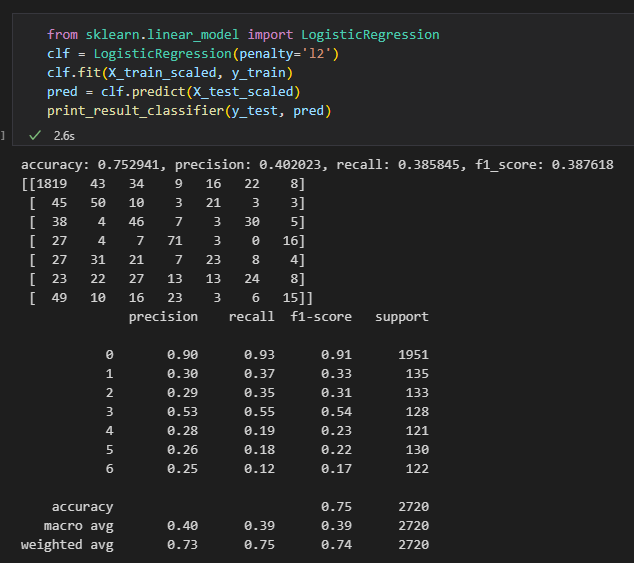 from sklearn.linear_model import LogisticRegression
clf = LogisticRegression(penalty='l2')
clf.fit(X_train_scaled, y_train)
pred = clf.predict(X_test_scaled)
print_result_classifier(y_test, pred)
] ✓ 2.6s
accuracy: 0.752941, precision: 0.402023, recall: 0.385845, f1_score: 0.387618
[[1819 43 34 9 16 22 8]
[ 45 50 10 3 21 3 3]
[ 38 4 46 7 3 30 5]
[ 27 4 7 71 3 0 16]
[ 27 31 21 7 23 8 4]
[ 23 22 27 13 13 24 8]
[ 49 10 16 23 3 6 15]]
precision recall f1-score support
0 0.90 0.93 0.91 1951
1 0.30 0.37 0.33 135
2 0.29 0.35 0.31 133
3 0.53 0.55 0.54 128
4 0.28 0.19 0.23 121
5 0.26 0.18 0.22 130
6 0.25 0.12 0.17 122
accuracy 0.75 2720
macro avg 0.40 0.39 0.39 2720
weighted avg 0.73 0.75 0.74 2720